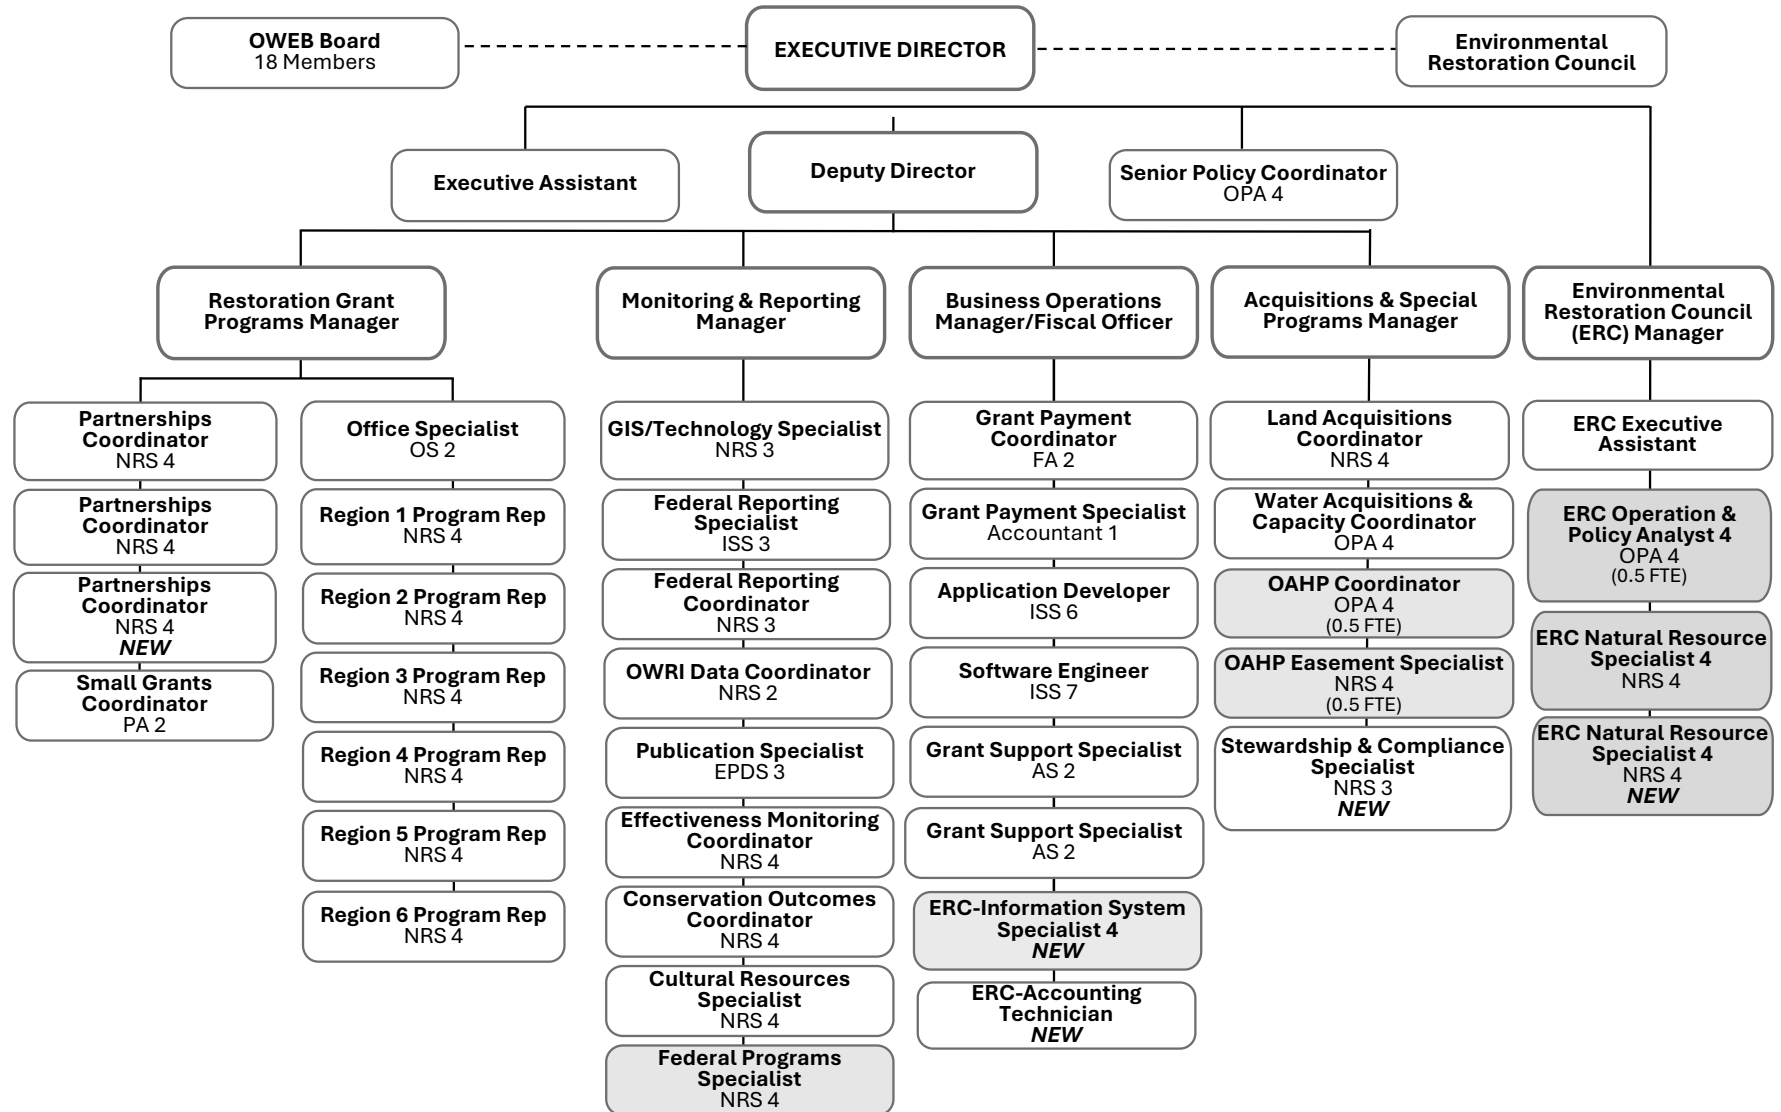 OWEB Board
18 Members
EXECUTIVE DIRECTOR
Environmental
Restoration Council
Executive Assistant
Deputy Director
Senior Policy Coordinator
OPA 4
Restoration Grant
Programs Manager
Monitoring & Reporting
Manager
Business Operations
Manager/Fiscal Officer
Acquisitions & Special
Programs Manager
Environmental
Restoration Council
(ERC) Manager
Partnerships
Coordinator
NRS 4
Partnerships
Coordinator
NRS 4
Partnerships
Coordinator
NRS 4
NEW
Small Grants
Coordinator
PA 2
Office Specialist
OS 2
Region 1 Program Rep
NRS 4
Region 2 Program Rep
NRS 4
Region 3 Program Rep
NRS 4
Region 4 Program Rep
NRS 4
Region 5 Program Rep
NRS 4
Region 6 Program Rep
NRS 4
GIS/Technology Specialist
NRS 3
Federal Reporting
Specialist
ISS 3
Federal Reporting
Coordinator
NRS 3
OWRI Data Coordinator
NRS 2
Publication Specialist
EPDS 3
Effectiveness Monitoring
Coordinator
NRS 4
Conservation Outcomes
Coordinator
NRS 4
Cultural Resources
Specialist
NRS 4
Federal Programs
Specialist
NRS 4
Grant Payment
Coordinator
FA 2
Grant Payment Specialist
Accountant 1
Application Developer
ISS 6
Software Engineer
ISS 7
Grant Support Specialist
AS 2
Grant Support Specialist
AS 2
ERC-Information System
Specialist 4
NEW
ERC-Accounting
Technician
NEW
Land Acquisitions
Coordinator
NRS 4
Water Acquisitions &
Capacity Coordinator
OPA 4
OAHP Coordinator
OPA 4
(0.5 FTE)
OAHP Easement Specialist
NRS 4
(0.5 FTE)
Stewardship & Compliance
Specialist
NRS 3
NEW
ERC Executive
Assistant
ERC Operation &
Policy Analyst 4
OPA 4
(0.5 FTE)
ERC Natural Resource
Specialist 4
NRS 4
ERC Natural Resource
Specialist 4
NRS 4
NEW